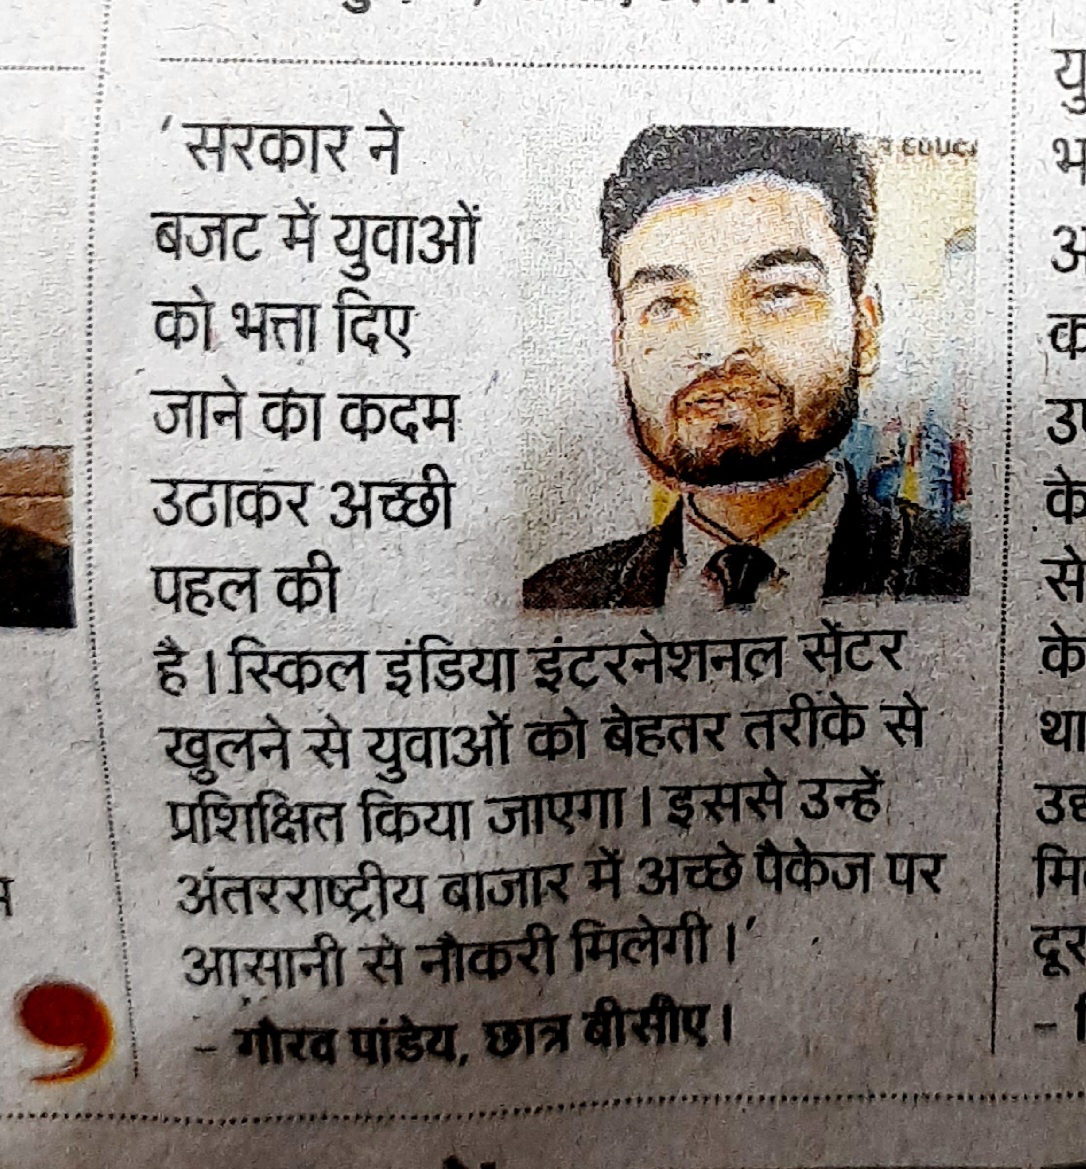 'सरकार ने
बजट में युवाओं
को भत्ता दिए
जाने का कदम
उठाकर अच्छी
पहल की
है। स्किल इंडिया इंटरनेशनल सेंटर
खुलने से युवाओं को बेहतर तरीके से
प्रशिक्षित किया जाएगा। इससे उन्हें
अंतरराष्ट्रीय बाजार में अच्छे पैकेज पर
आसानी से नौकरी मिलेगी।'
- गौरव पांडेय, छात्र बीसीए।